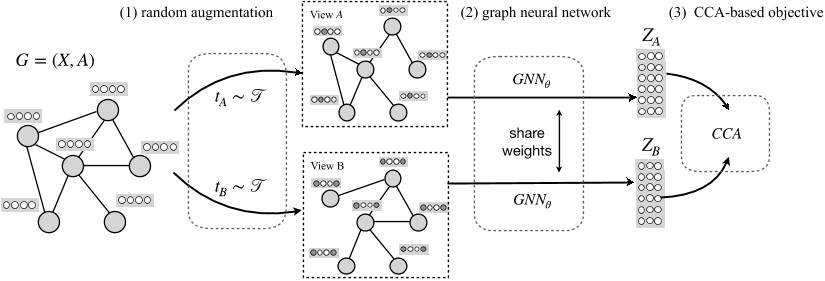 (1) random augmentation
(2) graph neural network
(3) CCA-based objective
G = (X, A)
t_A ∼ 𝒯
t_B ∼ 𝒯
View A
View B
GNN_θ
share
weights
GNN_θ
Z_A
Z_B
CCA